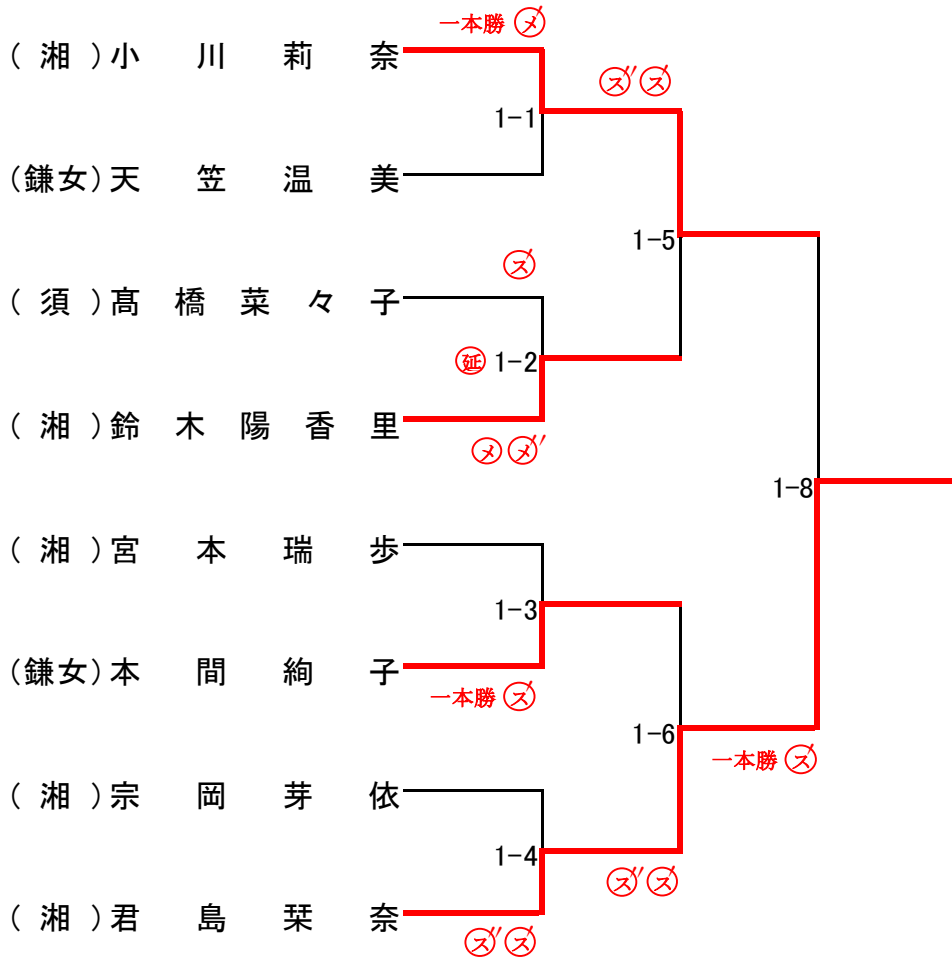 一本勝 メ
(湘)小川莉奈
ズ ス
1-1
(鎌女)天笠温美
1-5
ス
(須)髙橋菜々子
延 1-2
(湘)鈴木陽香里
メ メ
1-8
(湘)宮本瑞歩
1-3
(鎌女)本間絢子
一本勝 ス
1-6
一本勝 ス
(湘)宗岡芽依
1-4
ズ ス
(湘)君島栞奈
ズ ス